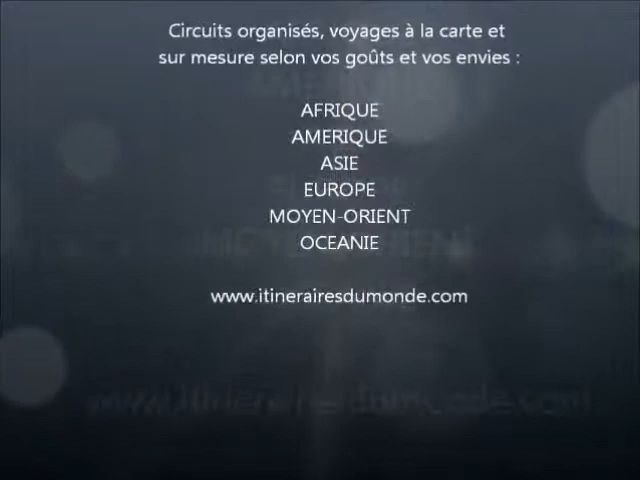 Circuits organisés, voyages à la carte et
sur mesure selon vos goûts et vos envies :
AFRIQUE
AMERIQUE
ASIE
EUROPE
MOYEN-ORIENT
OCEANIE
www.itinerairesdumonde.com